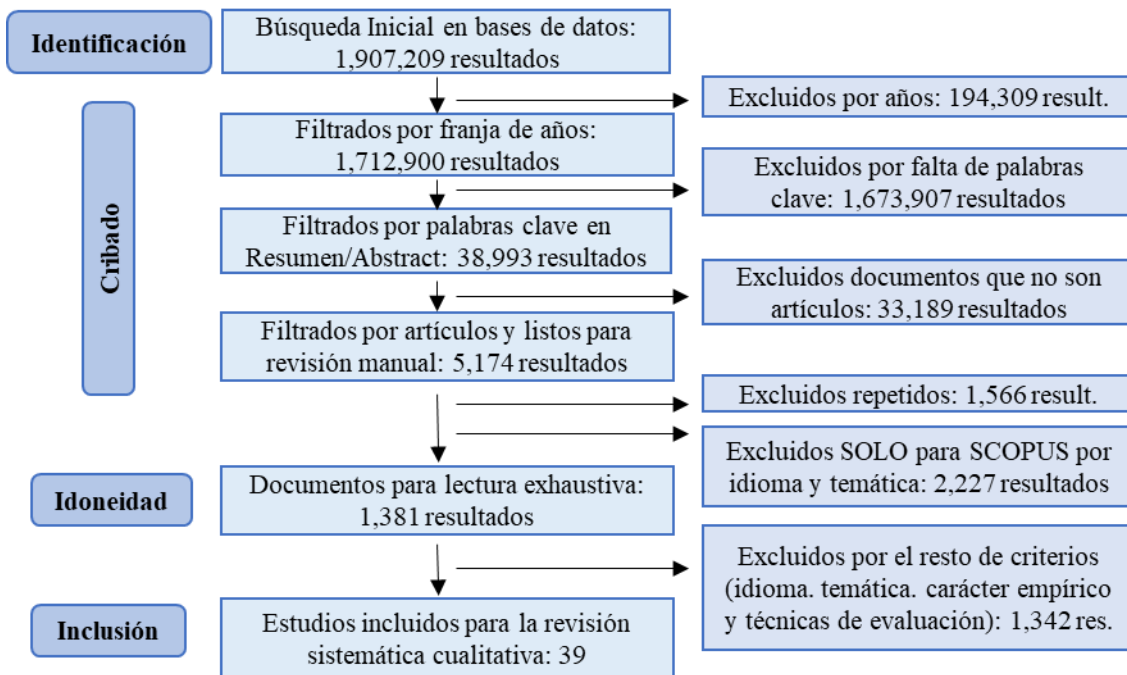 Identificación
Búsqueda Inicial en bases de datos:
1,907,209 resultados
Excluidos por años: 194,309 result.
Cribado
Filtrados por franja de años:
1,712,900 resultados
Excluidos por falta de palabras
clave: 1,673,907 resultados
Filtrados por palabras clave en
Resumen/Abstract: 38,993 resultados
Excluidos documentos que no son
artículos: 33,189 resultados
Filtrados por artículos y listos para
revisión manual: 5,174 resultados
Excluidos repetidos: 1,566 result.
Excluidos SOLO para SCOPUS por
idioma y temática: 2,227 resultados
Idoneidad
Documentos para lectura exhaustiva:
1,381 resultados
Excluidos por el resto de criterios
(idioma. temática. carácter empírico
y técnicas de evaluación): 1,342 res.
Inclusión
Estudios incluidos para la revisión
sistemática cualitativa: 39